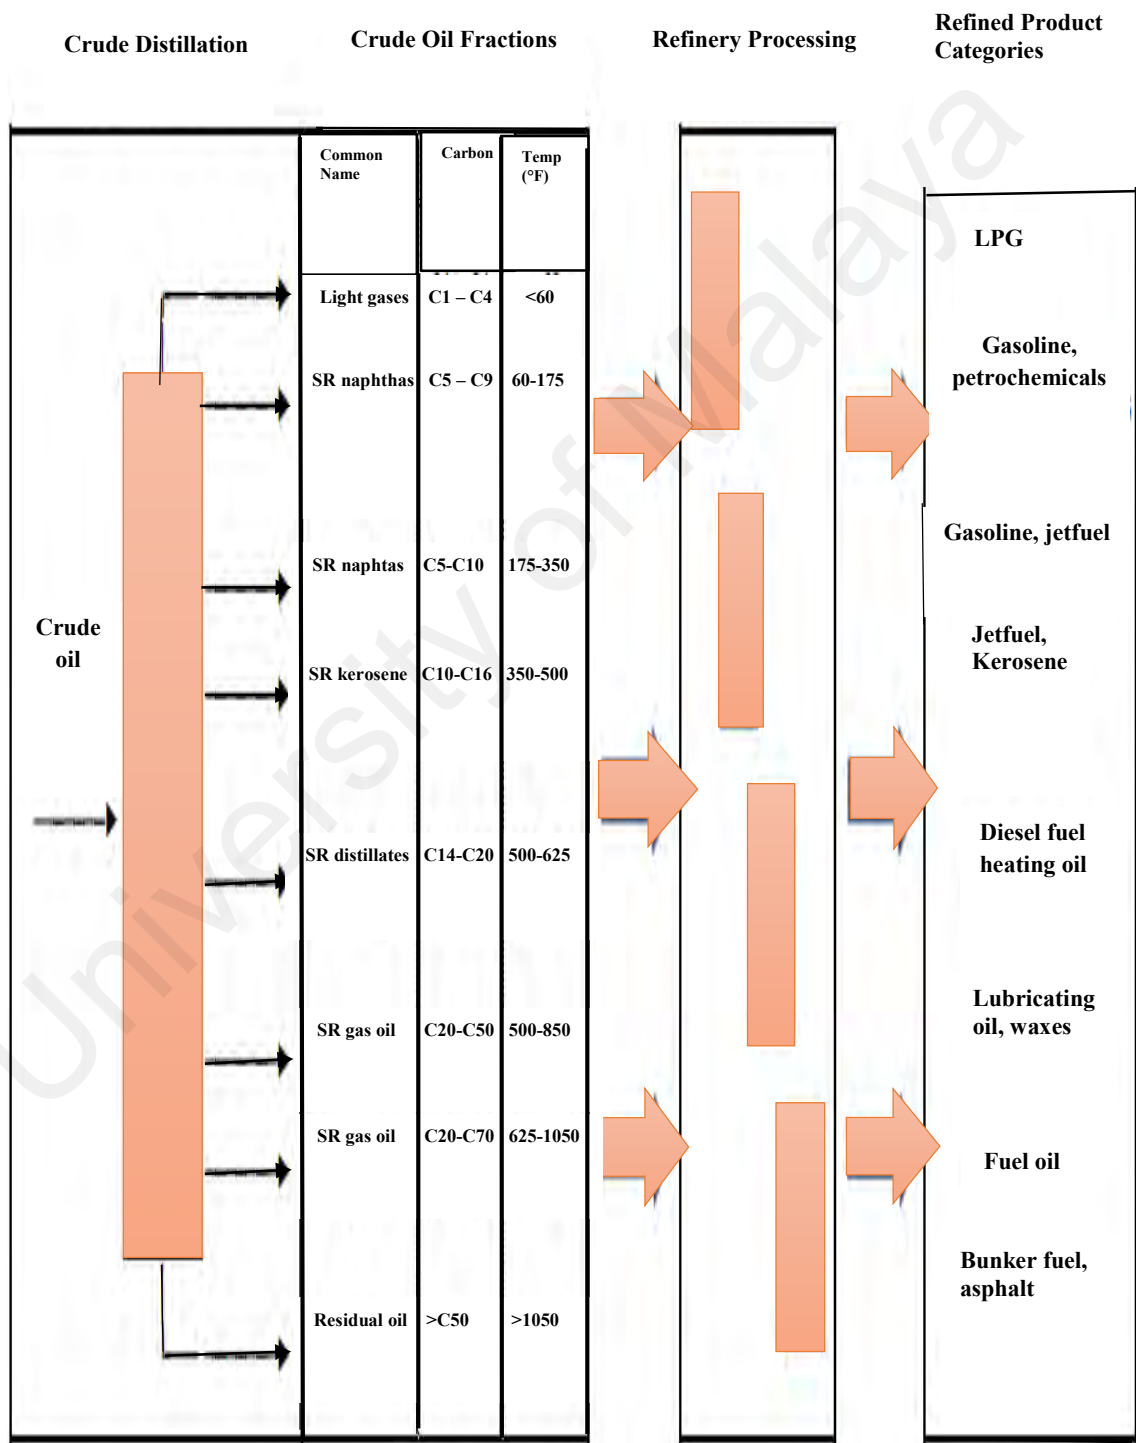 Crude Distillation
Crude Oil Fractions
Refinery Processing
Refined Product
Categories
Common
Name
Carbon
Temp
(°F)
Light gases
C1 – C4
<60
SR naphthas
C5 – C9
60-175
SR naphtas
C5-C10
175-350
SR kerosene
C10-C16
350-500
SR distillates
C14-C20
500-625
SR gas oil
C20-C50
500-850
SR gas oil
C20-C70
625-1050
Residual oil
>C50
>1050
Crude
oil
LPG
Gasoline,
petrochemicals
Gasoline, jetfuel
Jetfuel,
Kerosene
Diesel fuel
heating oil
Lubricating
oil, waxes
Fuel oil
Bunker fuel,
asphalt
University of Malaya